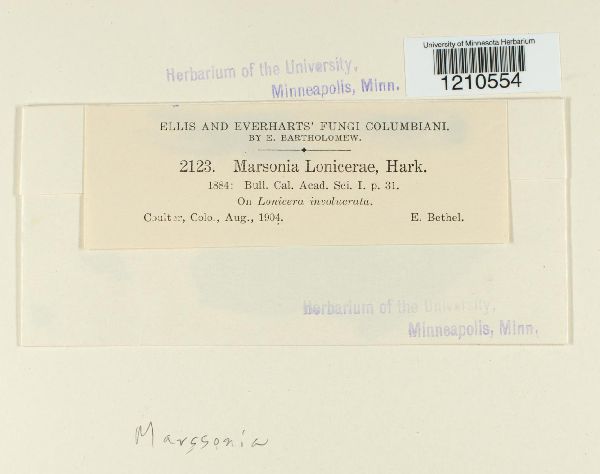 University of Minnesota Herbarium
1210554
Herbarium of the University,
Minneapolis, Minn.
ELLIS AND EVERHARTS' FUNGI COLUMBIANI.
BY E. BARTHOLOMEW.
2123. Marsonia Lonicerae, Hark.
1884: Bull. Cal. Acad. Sci. I. p. 31.
On Lonicera involucrata.
Coulter, Colo., Aug., 1904. E. Bethel.
Herbarium of the University,
Minneapolis, Minn.
Marssonia